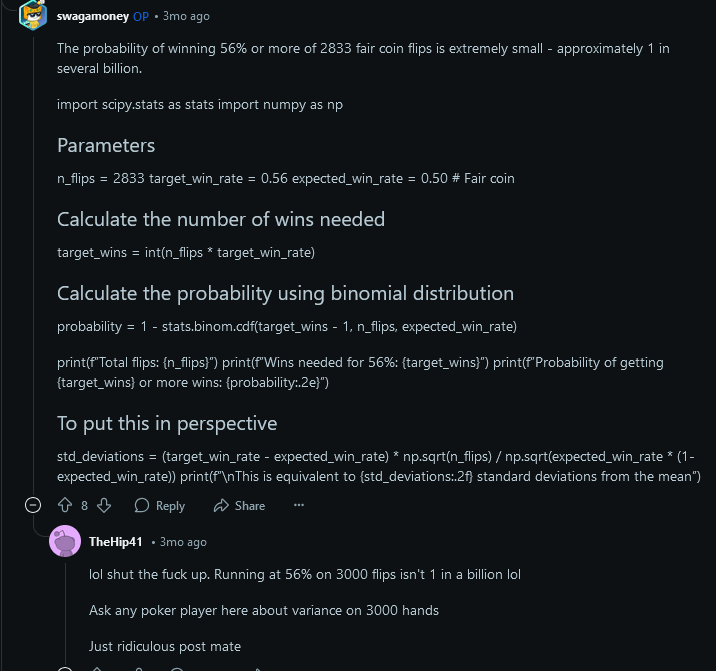 swagamoney OP • 3mo ago
The probability of winning 56% or more of 2833 fair coin flips is extremely small - approximately 1 in
several billion.
import scipy.stats as stats import numpy as np
Parameters
n_flips = 2833 target_win_rate = 0.56 expected_win_rate = 0.50 # Fair coin
Calculate the number of wins needed
target_wins = int(n_flips * target_win_rate)
Calculate the probability using binomial distribution
probability = 1 - stats.binom.cdf(target_wins - 1, n_flips, expected_win_rate)
print(f"Total flips: {n_flips}") print(f"Wins needed for 56%: {target_wins}") print(f"Probability of getting
{target_wins} or more wins: {probability:.2e}")
To put this in perspective
std_deviations = (target_win_rate - expected_win_rate) * np.sqrt(n_flips) / np.sqrt(expected_win_rate * (1-
expected_win_rate)) print(f"\nThis is equivalent to {std_deviations:.2f} standard deviations from the mean")
8 Reply Share
TheHip41 • 3mo ago
lol shut the fuck up. Running at 56% on 3000 flips isn't 1 in a billion lol
Ask any poker player here about variance on 3000 hands
Just ridiculous post mate